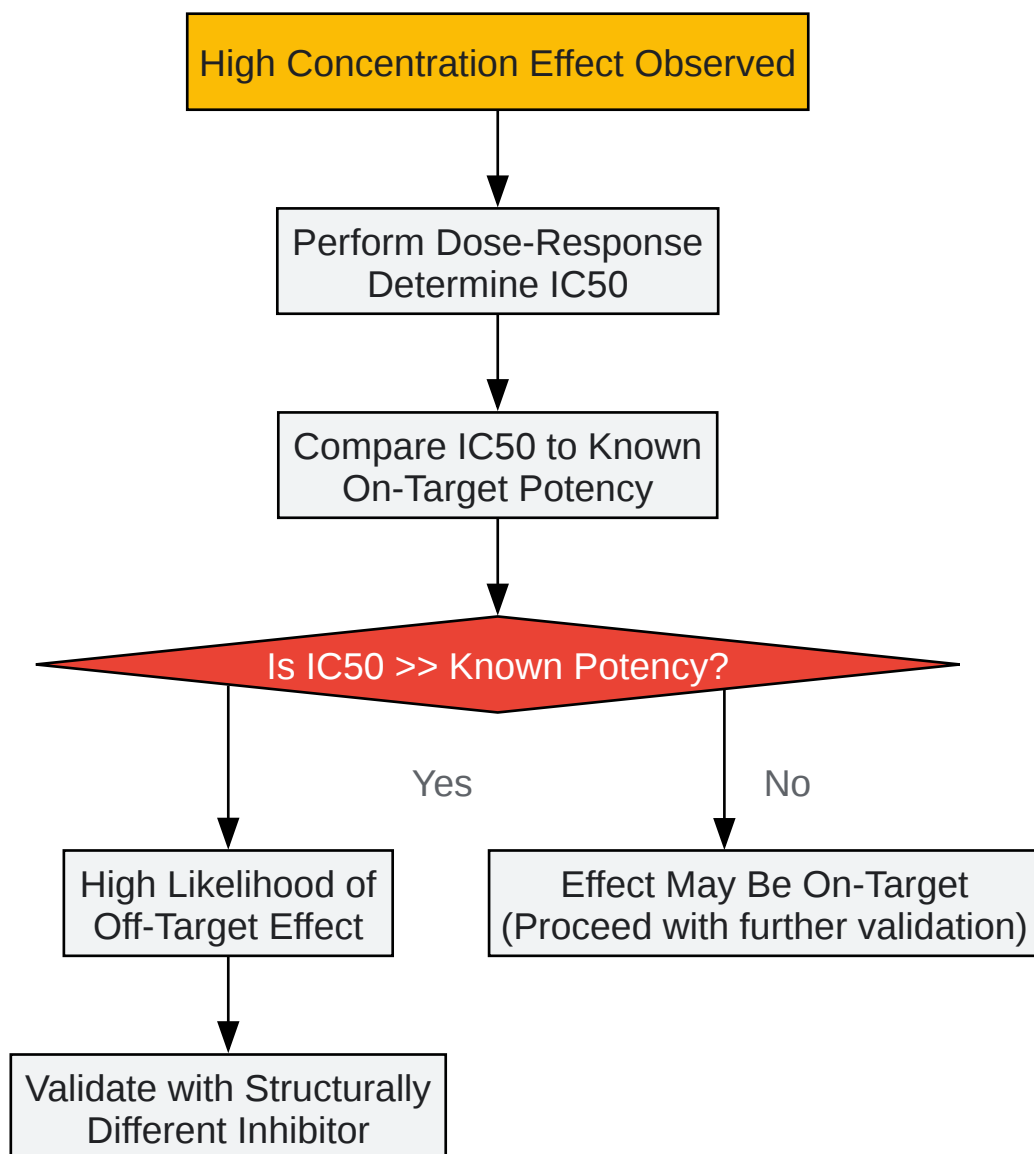 High Concentration Effect Observed
Perform Dose-Response
Determine IC50
Compare IC50 to Known
On-Target Potency
Is IC50 >> Known Potency?
Yes
No
High Likelihood of
Off-Target Effect
Effect May Be On-Target
(Proceed with further validation)
Validate with Structurally
Different Inhibitor